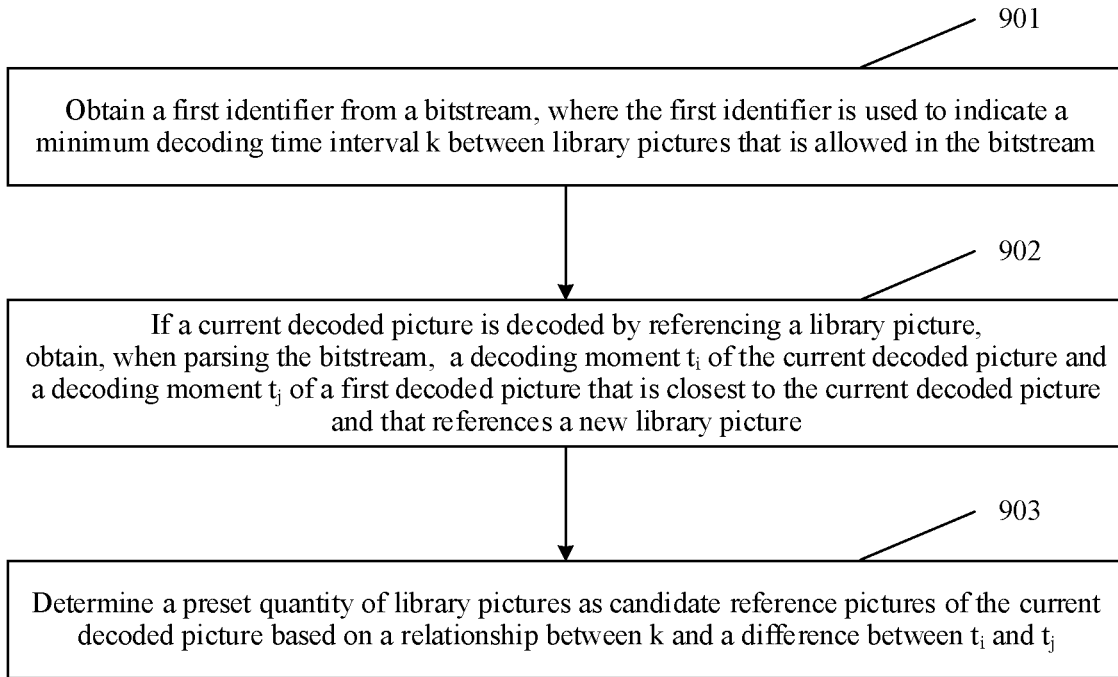 901
Obtain a first identifier from a bitstream, where the first identifier is used to indicate a
minimum decoding time interval k between library pictures that is allowed in the bitstream
902
If a current decoded picture is decoded by referencing a library picture,
obtain, when parsing the bitstream, a decoding moment tᵢ of the current decoded picture and
a decoding moment tⱼ of a first decoded picture that is closest to the current decoded picture
and that references a new library picture
903
Determine a preset quantity of library pictures as candidate reference pictures of the current
decoded picture based on a relationship between k and a difference between tᵢ and tⱼ